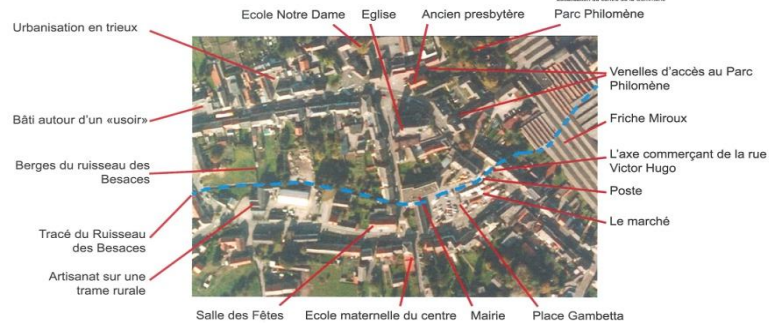 Ecole Notre Dame
Eglise
Ancien presbytère
Parc Philomène
Urbanisation en trieux
Venelles d'accès au Parc
Philomène
Bâti autour d'un «usoir»
Friche Miroux
Berges du ruisseau des
Besaces
L'axe commerçant de la rue
Victor Hugo
Poste
Le marché
Tracé du Ruisseau
des Besaces
Artisanat sur une
trame rurale
Salle des Fêtes
Ecole maternelle du centre
Mairie
Place Gambetta